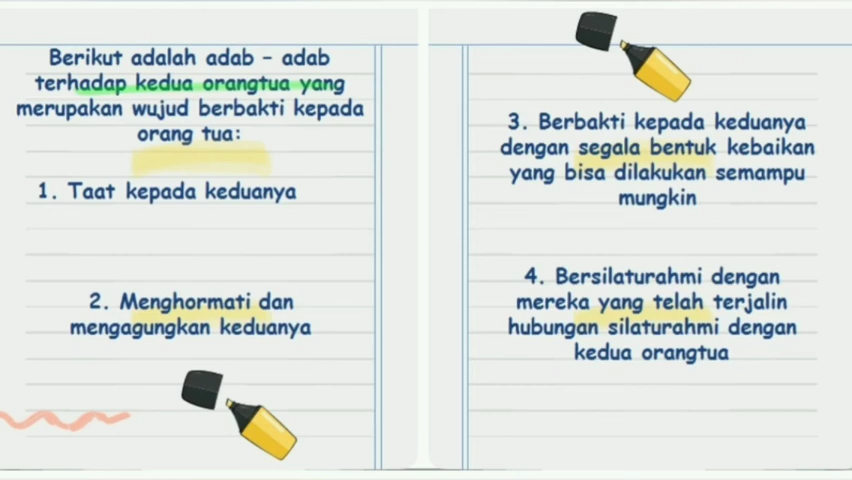 Berikut adalah adab - adab
terhadap kedua orangtua yang
merupakan wujud berbakti kepada
orang tua:
1. Taat kepada keduanya
2. Menghormati dan
mengagungkan keduanya
3. Berbakti kepada keduanya
dengan segala bentuk kebaikan
yang bisa dilakukan semampu
mungkin
4. Bersilaturahmi dengan
mereka yang telah terjalin
hubungan silaturahmi dengan
kedua orangtua